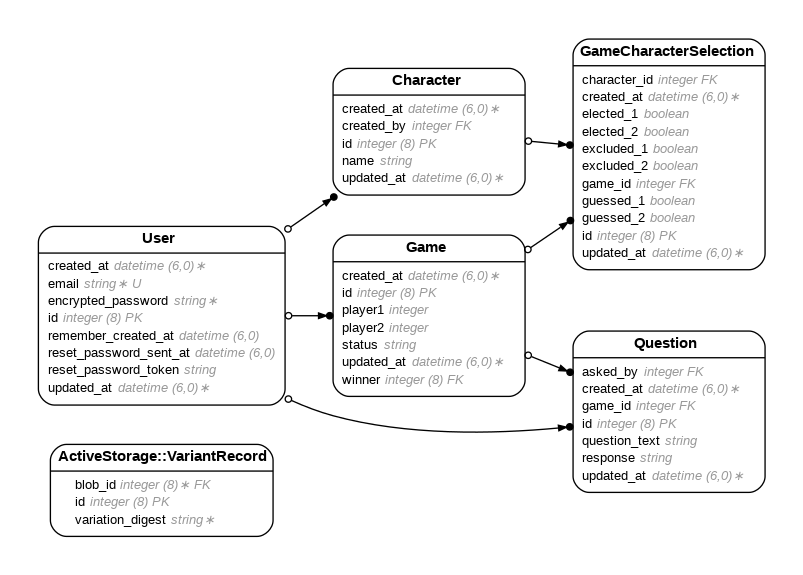 GameCharacterSelection
character_id integer FK
created_at datetime (6,0)∗
elected_1 boolean
elected_2 boolean
excluded_1 boolean
excluded_2 boolean
game_id integer FK
guessed_1 boolean
guessed_2 boolean
id integer (8) PK
updated_at datetime (6,0)∗
Character
created_at datetime (6,0)∗
created_by integer FK
id integer (8) PK
name string
updated_at datetime (6,0)∗
User
created_at datetime (6,0)∗
email string∗ U
encrypted_password string∗
id integer (8) PK
remember_created_at datetime (6,0)
reset_password_sent_at datetime (6,0)
reset_password_token string
updated_at datetime (6,0)∗
Game
created_at datetime (6,0)∗
id integer (8) PK
player1 integer
player2 integer
status string
updated_at datetime (6,0)∗
winner integer (8) FK
Question
asked_by integer FK
created_at datetime (6,0)∗
game_id integer FK
id integer (8) PK
question_text string
response string
updated_at datetime (6,0)∗
ActiveStorage::VariantRecord
blob_id integer (8)∗ FK
id integer (8) PK
variation_digest string∗